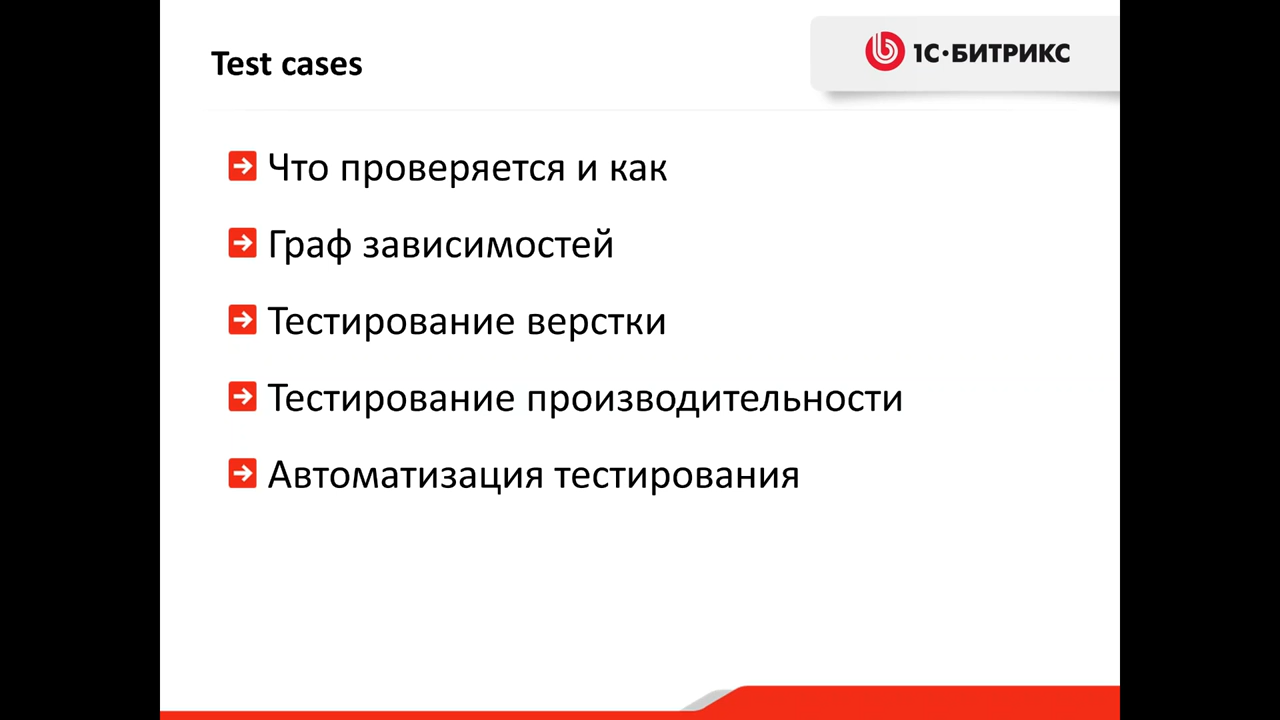 Test cases
1С•БИТРИКС
Что проверяется и как
Граф зависимостей
Тестирование верстки
Тестирование производительности
Автоматизация тестирования